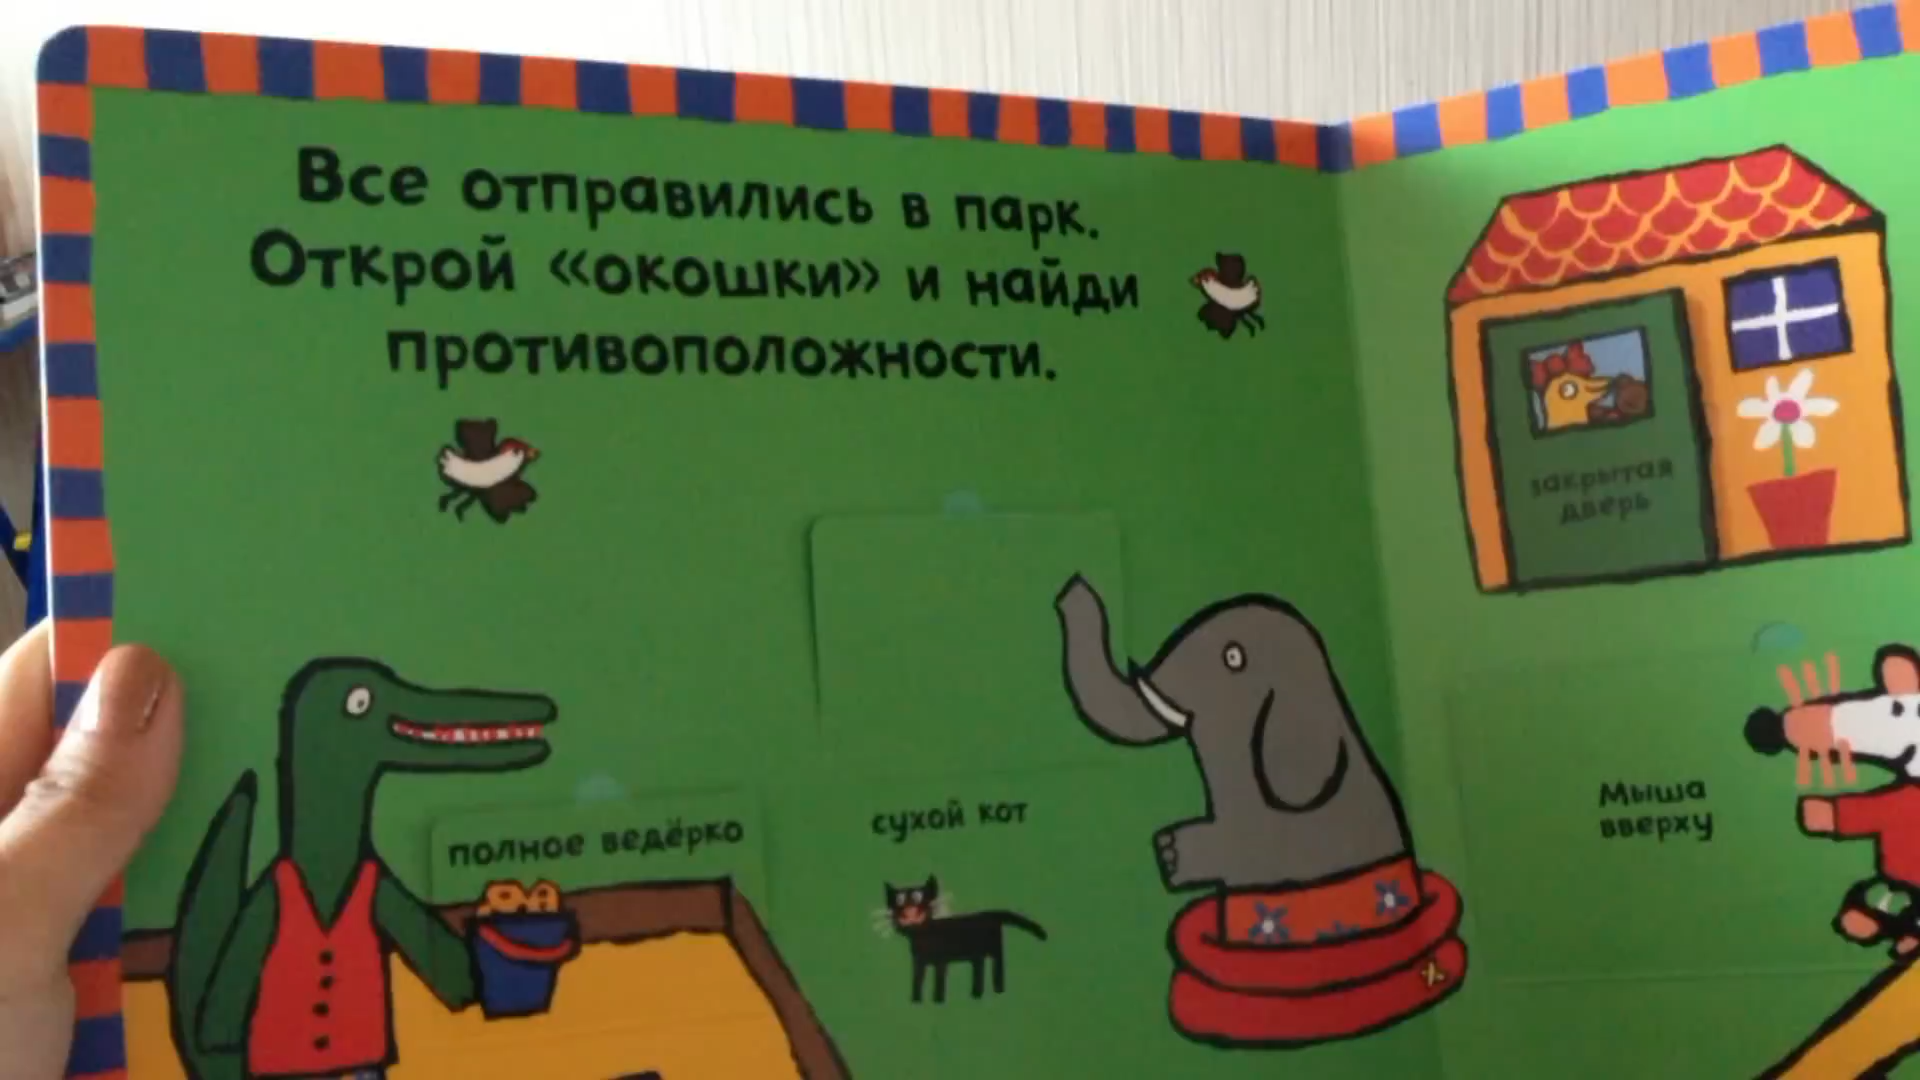 Все отправились в парк.
Открой «окошки» и найди
противоположности.
закрытая
дверь
полное ведёрко
сухой кот
Мыша
вверху